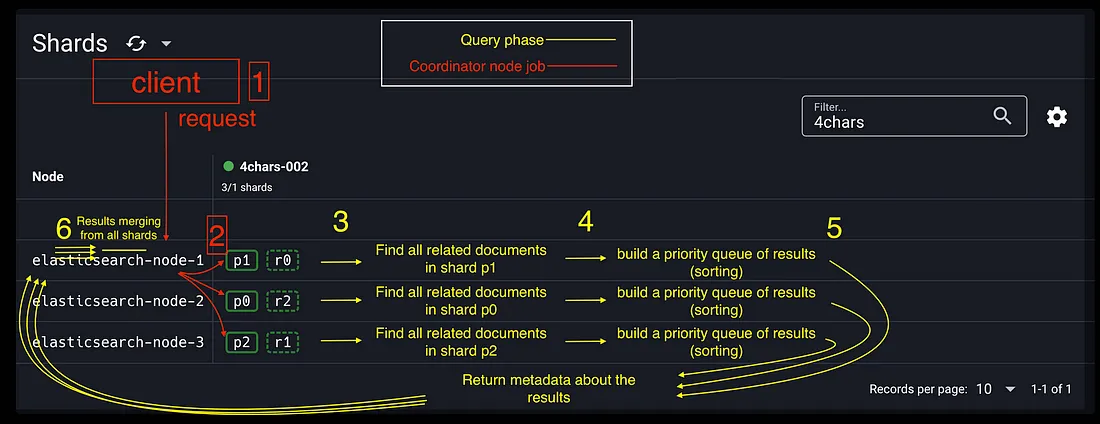 Shards
Query phase
Coordinator node job
client
1
request
Filter...
4chars
Node
4chars-002
3/1 shards
6
Results merging
from all shards
2
3
4
5
elasticsearch-node-1
p1
r0
Find all related documents
in shard p1
build a priority queue of results
(sorting)
elasticsearch-node-2
p0
r2
Find all related documents
in shard p0
build a priority queue of results
(sorting)
elasticsearch-node-3
p2
r1
Find all related documents
in shard p2
build a priority queue of results
(sorting)
Return metadata about the
results
Records per page: 10
1-1 of 1